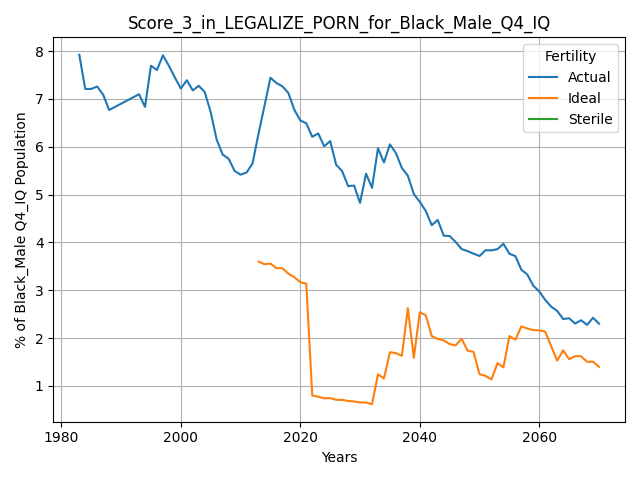 Score_3_in_LEGALIZE_PORN_for_Black_Male_Q4_IQ
% of Black_Male Q4_IQ Population
8
7
6
5
4
3
2
1
Fertility
Actual
Ideal
Sterile
1980
2000
2020
2040
2060
Years